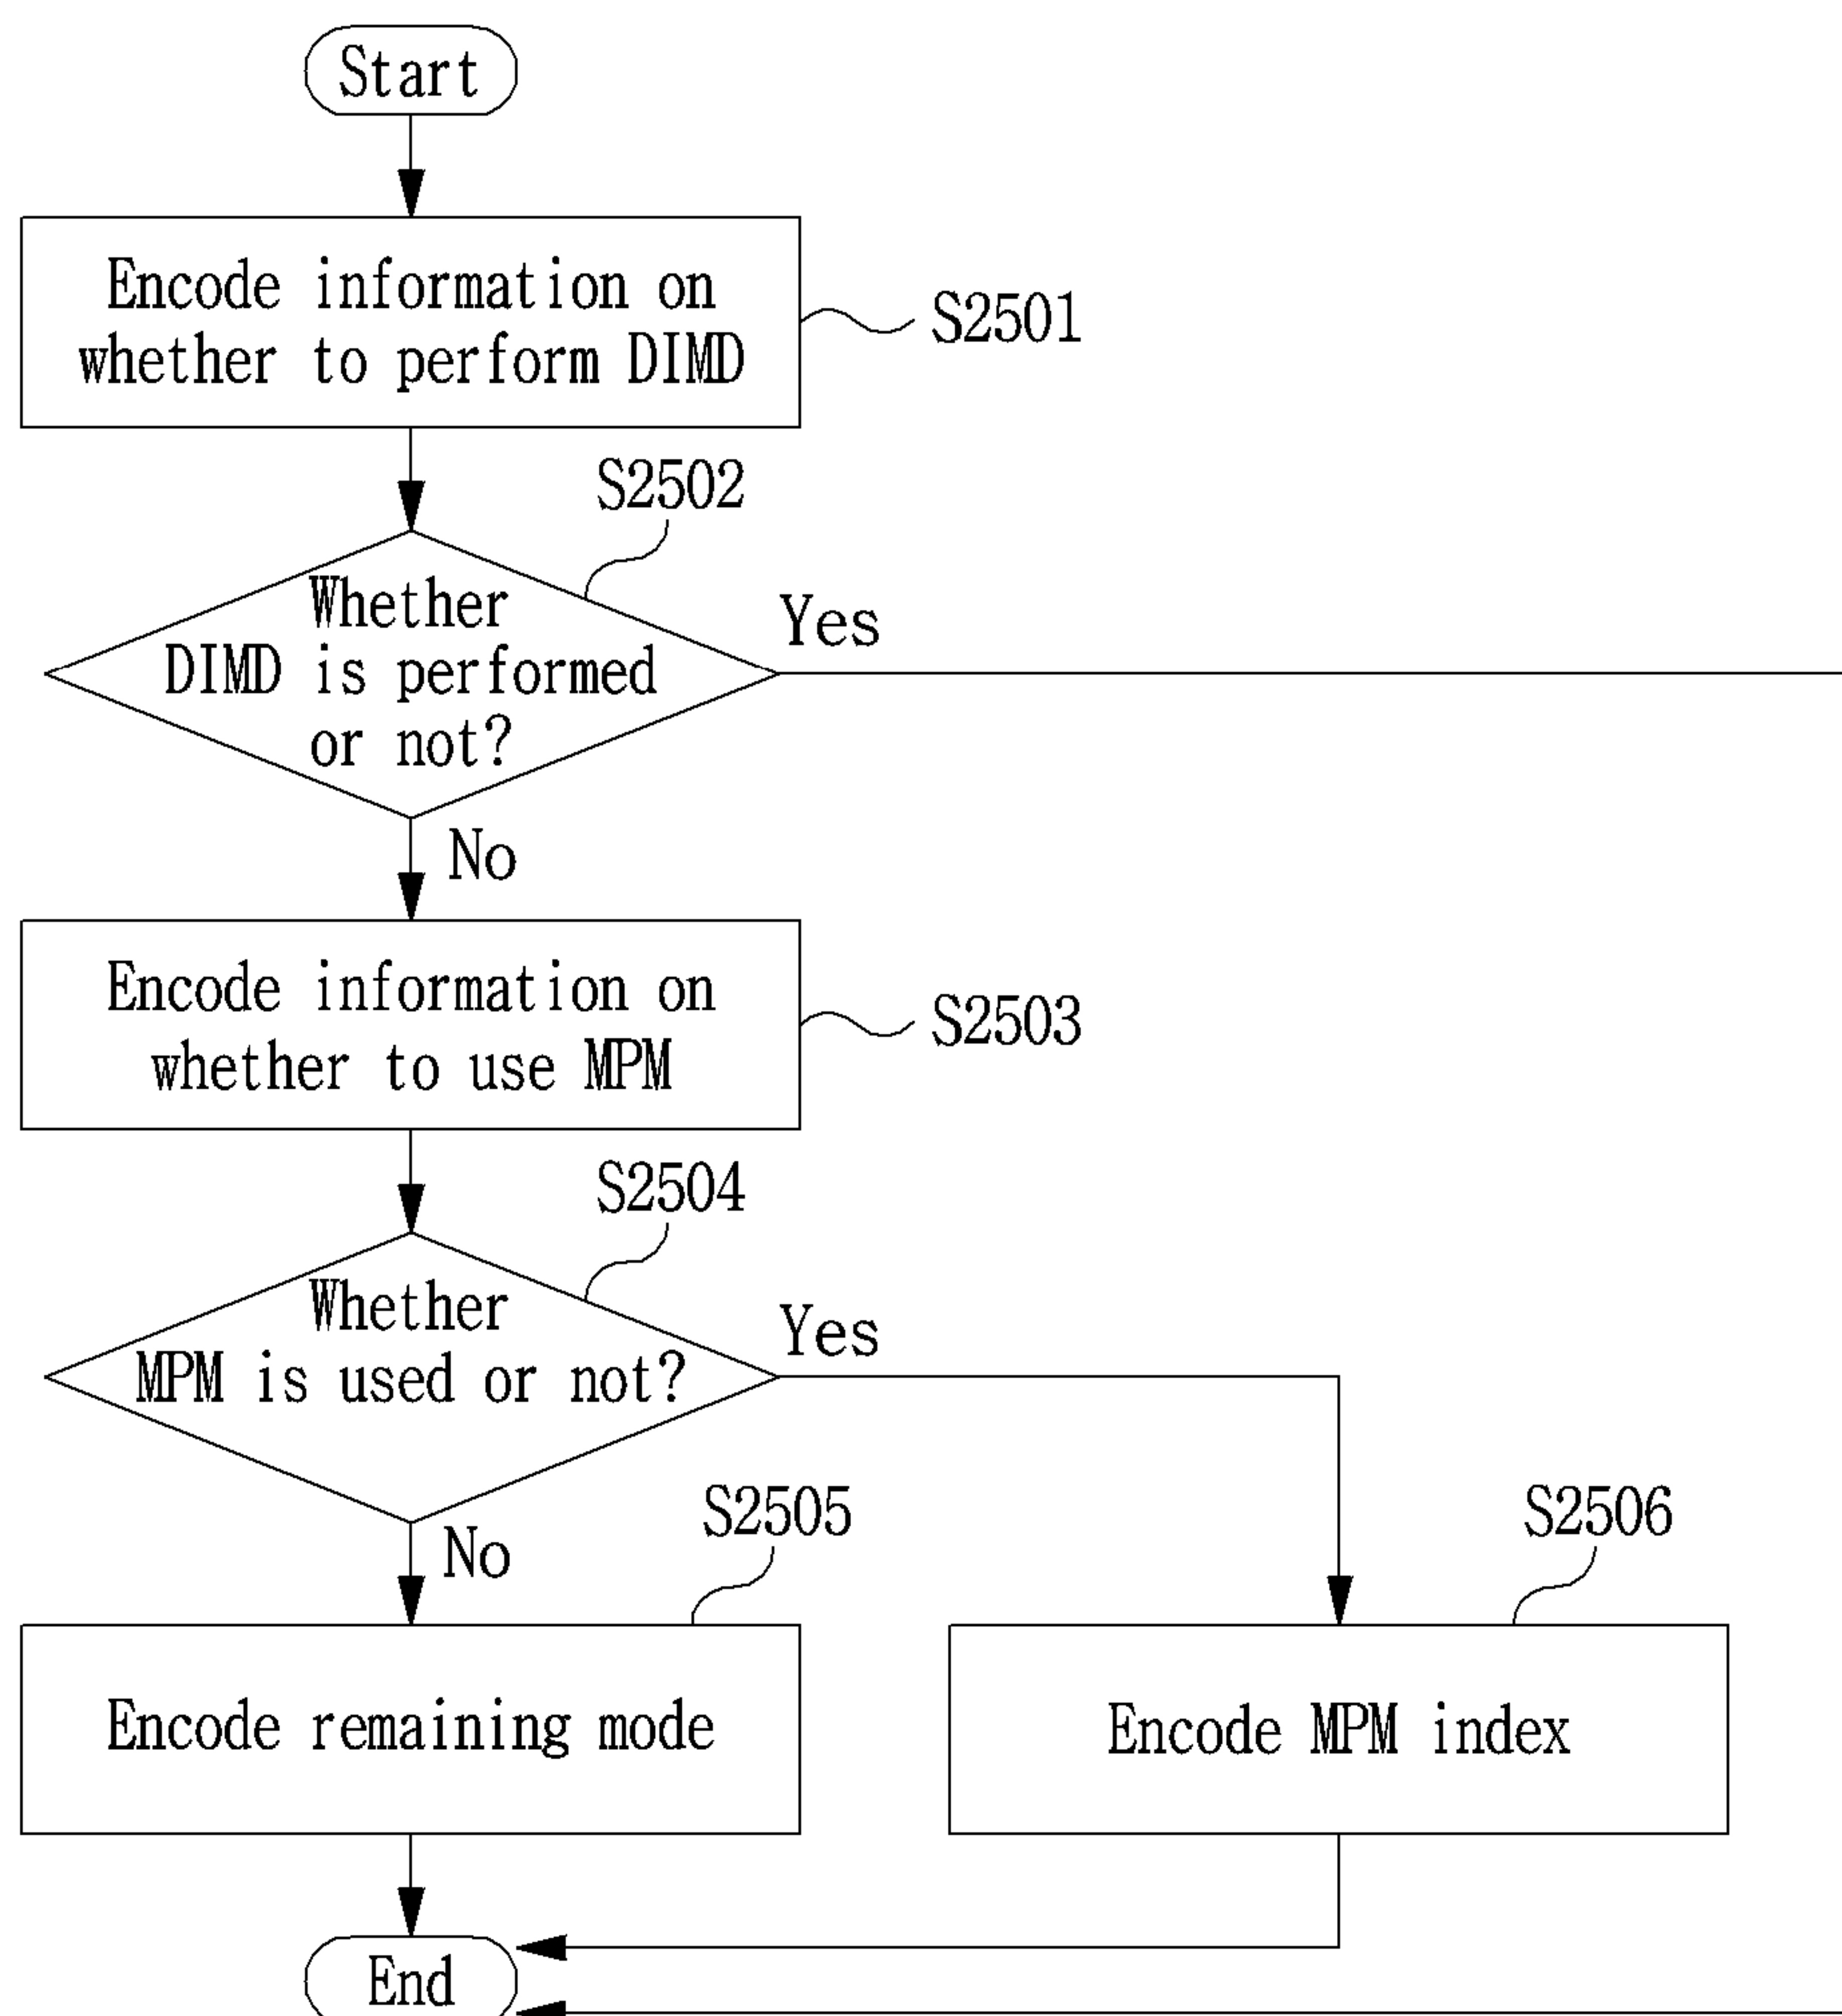 Start
Encode information on
whether to perform DIMD
S2501
S2502
Whether
DIMD is performed
or not?
Yes
No
Encode information on
whether to use MPM
S2503
S2504
Whether
MPM is used or not?
Yes
No
S2505
S2506
Encode remaining mode
Encode MPM index
End